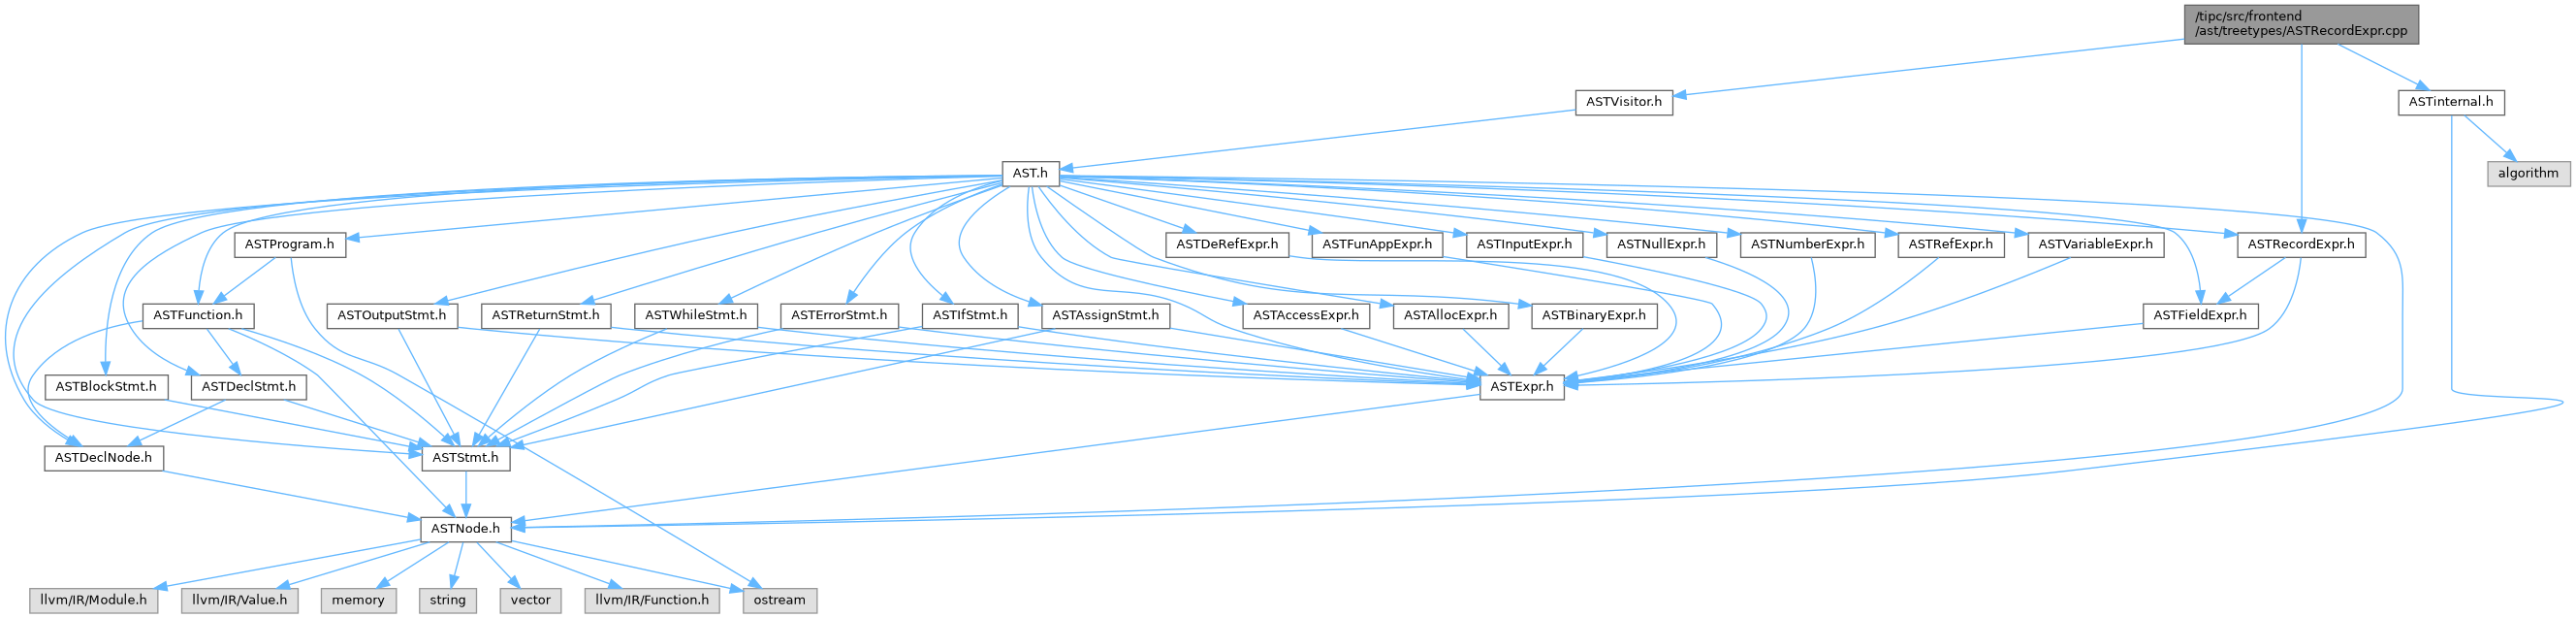 /tipc/src/frontend
/ast/treetypes/ASTRecordExpr.cpp
ASTVisitor.h
ASTinternal.h
AST.h
algorithm
ASTProgram.h
ASTDeRefExpr.h
ASTFunAppExpr.h
ASTInputExpr.h
ASTNullExpr.h
ASTNumberExpr.h
ASTRefExpr.h
ASTVariableExpr.h
ASTRecordExpr.h
ASTFunction.h
ASTOutputStmt.h
ASTReturnStmt.h
ASTWhileStmt.h
ASTErrorStmt.h
ASTIfStmt.h
ASTAssignStmt.h
ASTAccessExpr.h
ASTAllocExpr.h
ASTBinaryExpr.h
ASTFieldExpr.h
ASTBlockStmt.h
ASTDeclStmt.h
ASTExpr.h
ASTDeclNode.h
ASTStmt.h
ASTNode.h
llvm/IR/Module.h
llvm/IR/Value.h
memory
string
vector
llvm/IR/Function.h
ostream